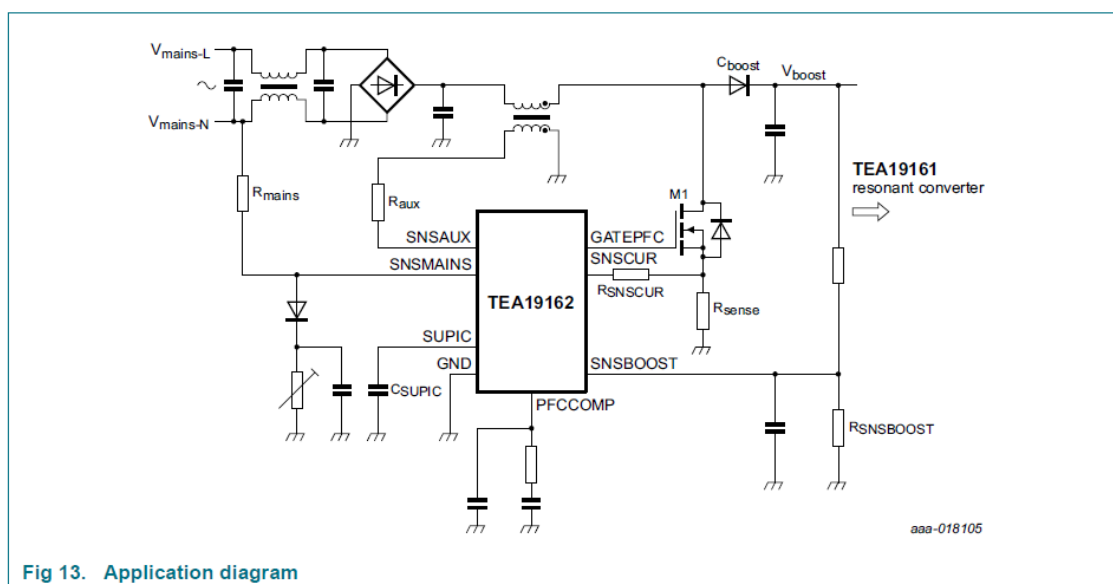 Vmains-L
Vmains-N
Cboost
Vboost
Rmains
Raux
M1
TEA19161
resonant converter
SNSAUX
GATEPFC
SNSMAINS
SNSCUR
RSNSCUR
TEA19162
Rsense
SUPIC
GND
SNSBOOST
CSUPIC
PFCCOMP
RSNSBOOST
aaa-018105
Fig 13. Application diagram